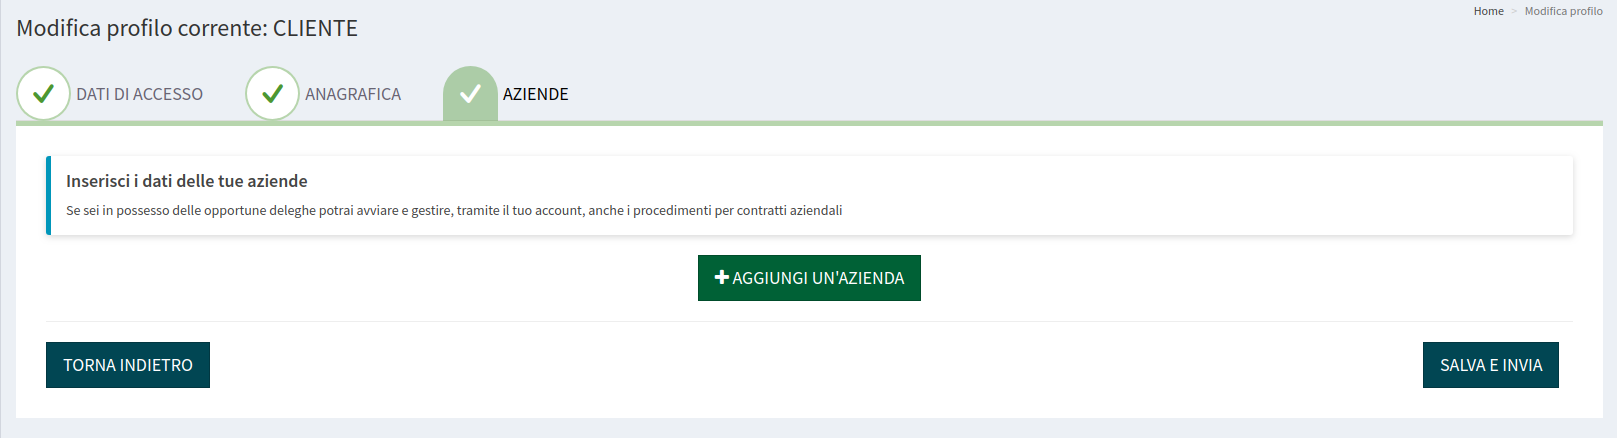 Modifica profilo corrente: CLIENTE
Home > Modifica profilo
DATI DI ACCESSO
ANAGRAFICA
AZIENDE
Inserisci i dati delle tue aziende
Se sei in possesso delle opportune deleghe potrai avviare e gestire, tramite il tuo account, anche i procedimenti per contratti aziendali
AGGIUNGI UN'AZIENDA
TORNA INDIETRO
SALVA E INVIA